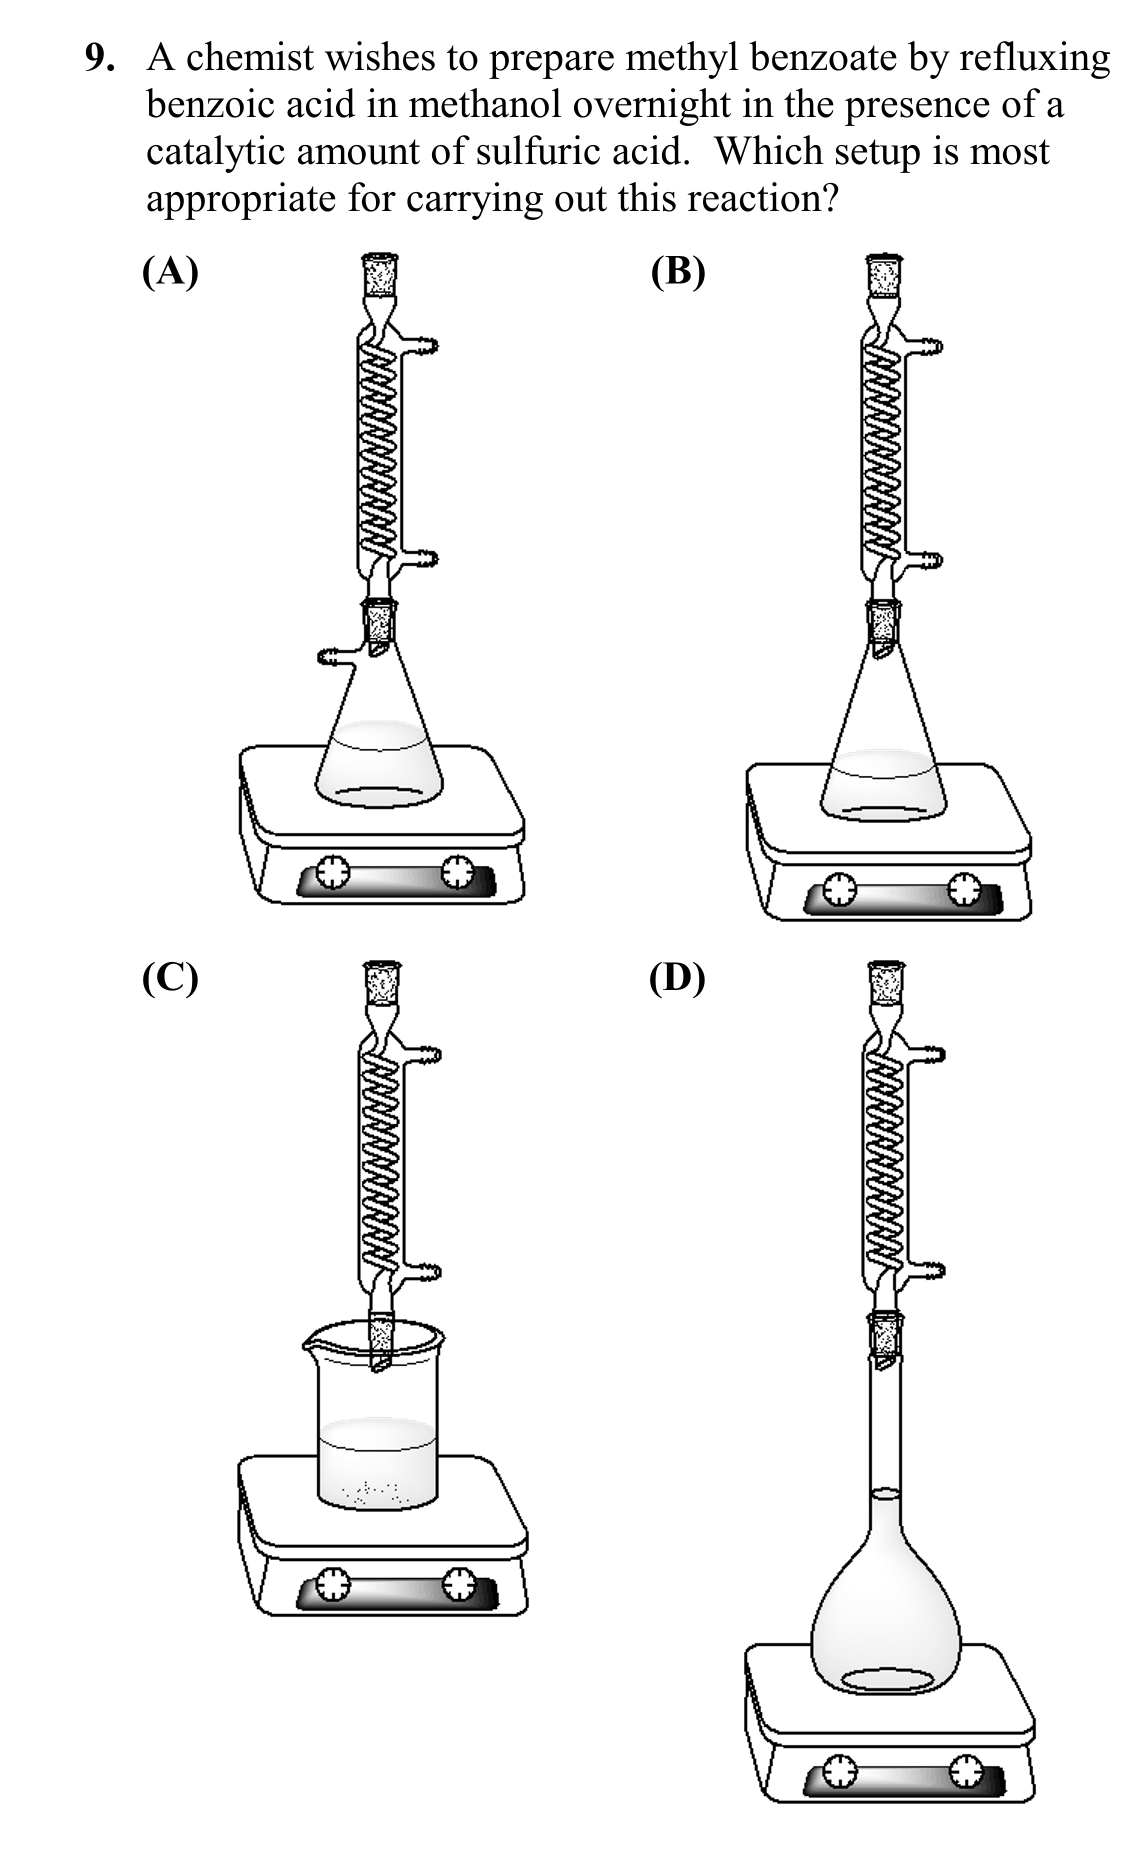 9. A chemist wishes to prepare methyl benzoate by refluxing
benzoic acid in methanol overnight in the presence of a
catalytic amount of sulfuric acid. Which setup is most
appropriate for carrying out this reaction?
(A)
(B)
(C)
(D)